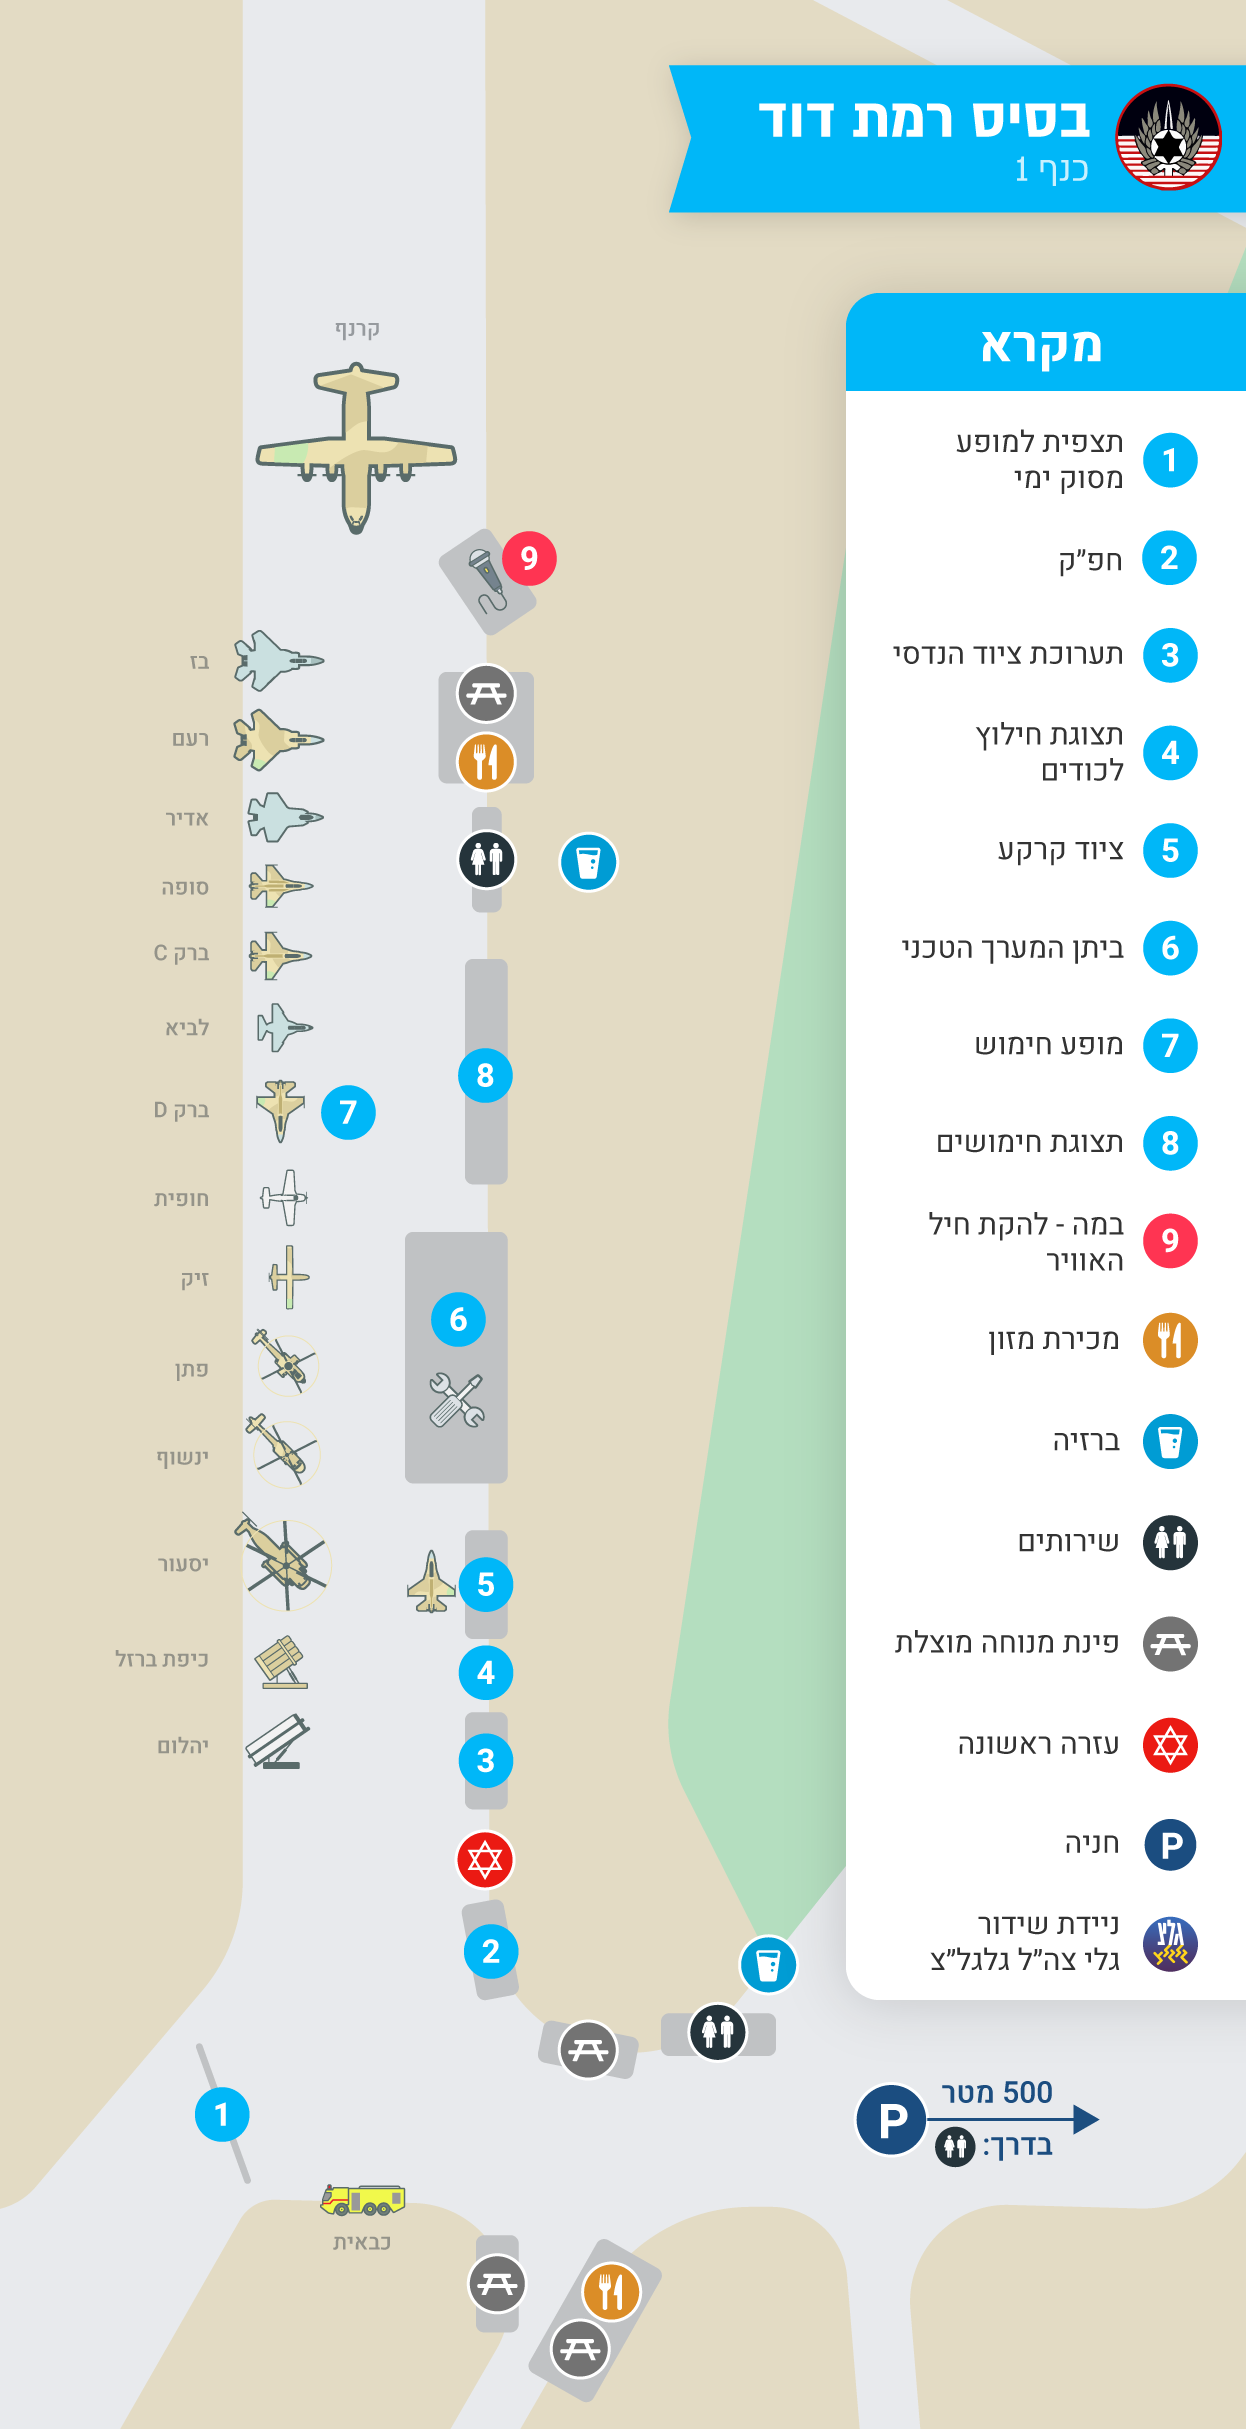 בסיס רמת דוד
כנף 1
מקרא
1 תצפית למופע
מסוק ימי
2 חפ״ק
3 תערוכת ציוד הנדסי
4 תצוגת חילוץ
לכודים
5 ציוד קרקע
6 ביתן המערך הטכני
7 מופע חימוש
8 תצוגת חימושים
9 במה - להקת חיל
האוויר
מכירת מזון
ברזיה
שירותים
פינת מנוחה מוצלת
עזרה ראשונה
P חניה
גלצ ניידת שידור
גלי צה״ל גלגל״צ
קרנף
9
בז
רעם
אדיר
סופה
ברק C
לביא
8
ברק D
7
חופית
זיק
6
פתן
ינשוף
יסעור
5
כיפת ברזל
4
יהלום
3
2
1
P
500 מטר
בדרך:
כבאית